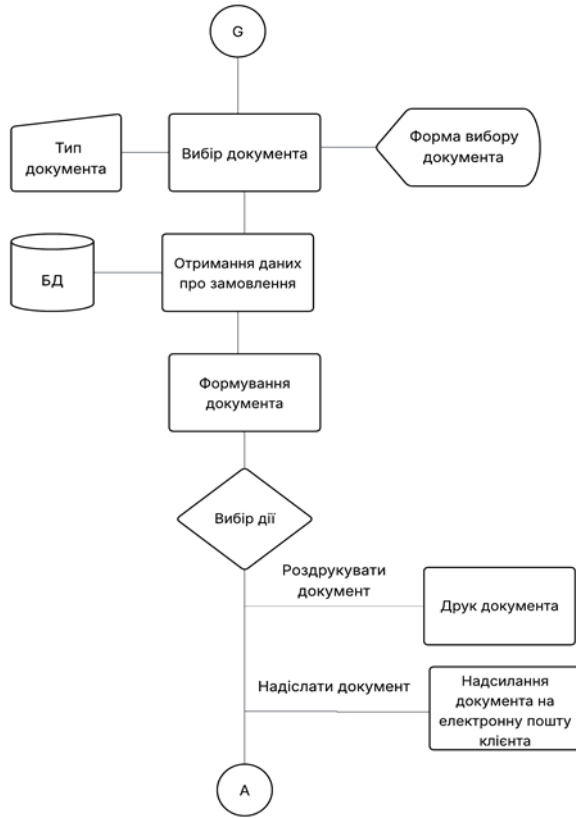 G
Тип
документа
Вибір документа
Форма вибору
документа
БД
Отримання даних
про замовлення
Формування
документа
Вибір дії
Роздрукувати
документ
Друк документа
Надіслати документ
Надсилання
документа на
електронну пошту
клієнта
A